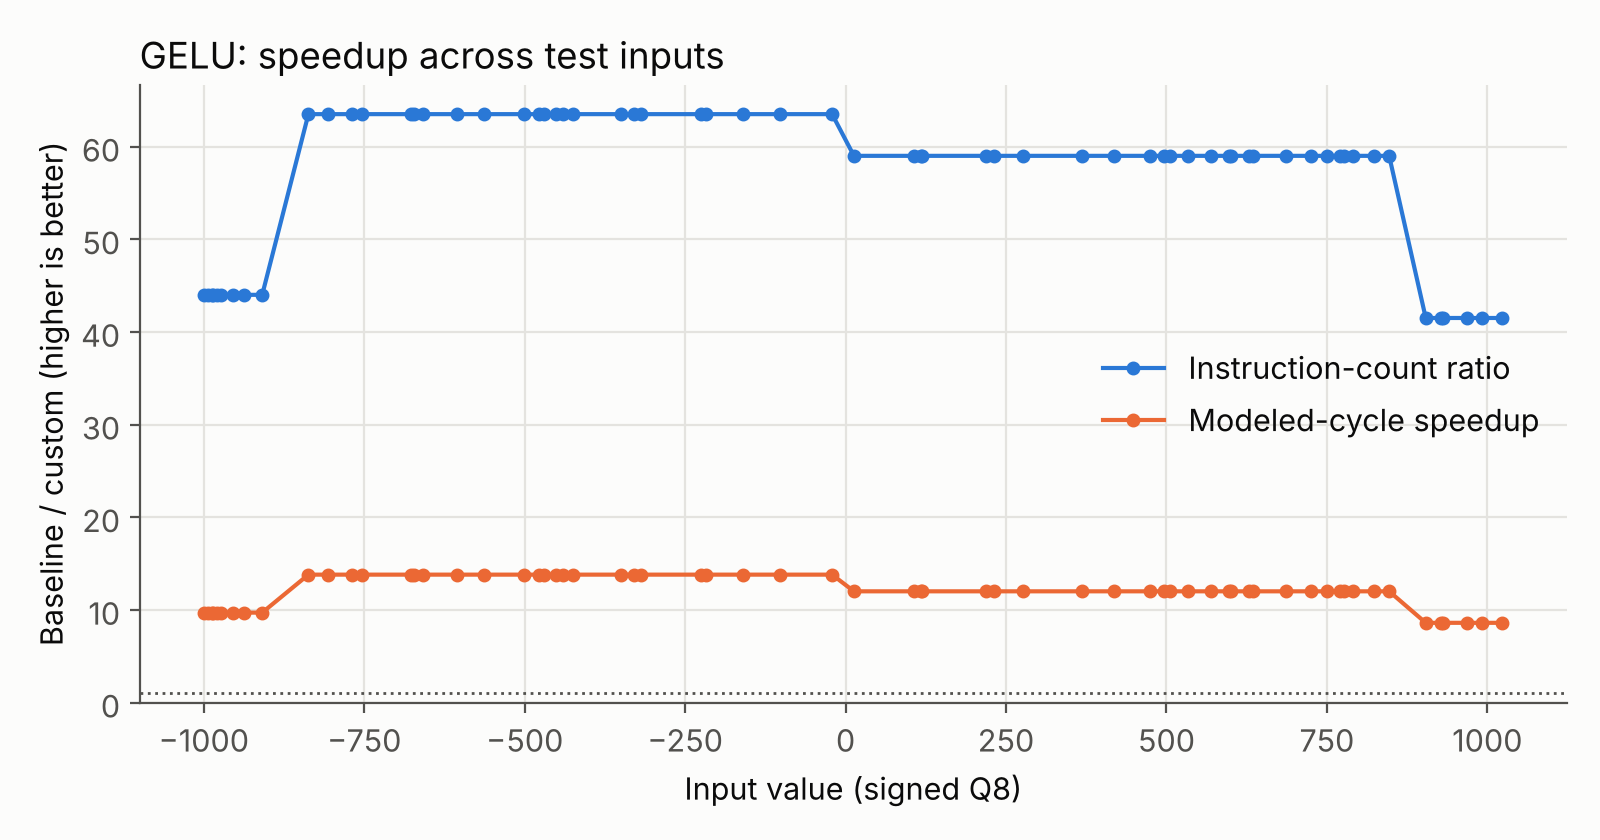 GELU: speedup across test inputs
Baseline / custom (higher is better)
60
50
40
30
20
10
0
Instruction-count ratio
Modeled-cycle speedup
−1000 −750 −500 −250 0 250 500 750 1000
Input value (signed Q8)